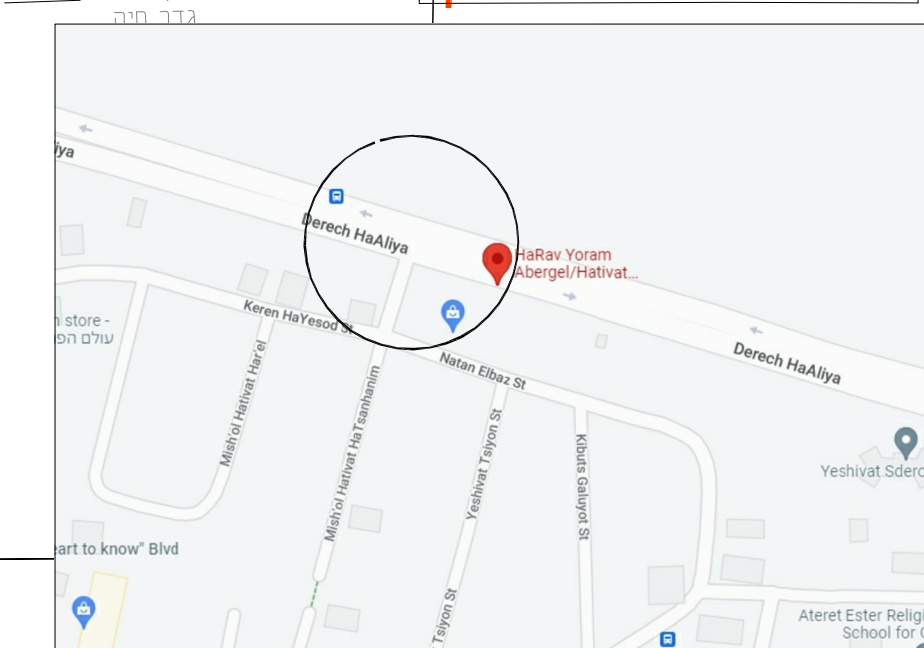 גדר חיה
iya
Derech HaAliya
HaRav Yoram
Abergel/Hativat...
n store -
עולם הפ
Keren HaYesod St
Natan Elbaz St
Derech HaAliya
Mish'ol Hativat Har'el
Mish'ol Hativat HaTsanhanim
Yeshivat Tsiyon St
Kibuts Galuyot St
Yeshivat Sdero
eart to know" Blvd
Tsiyon St
Ateret Ester Relig
School for